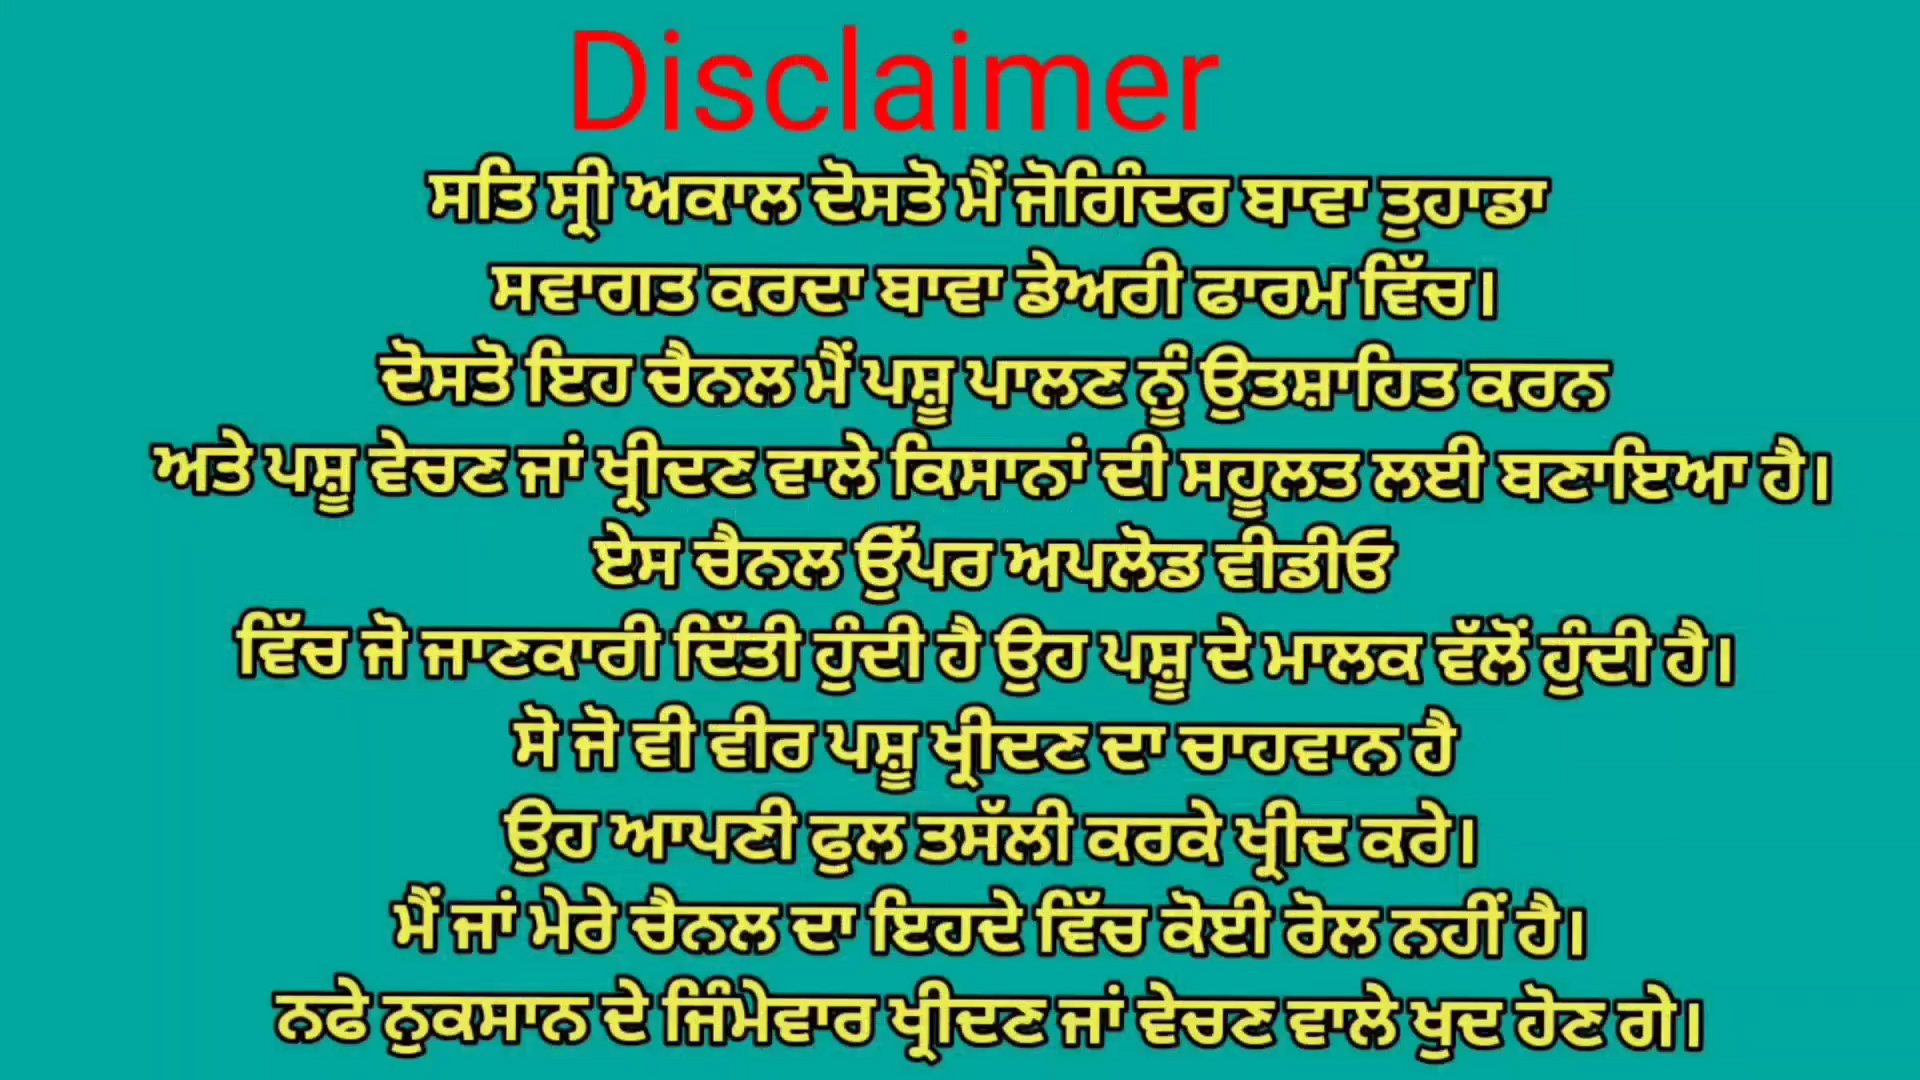 Disclaimer
ਸਤਿ ਸ੍ਰੀ ਅਕਾਲ ਦੋਸਤੋ ਮੈਂ ਜੋਗਿੰਦਰ ਬਾਵਾ ਤੁਹਾਡਾ
ਸਵਾਗਤ ਕਰਦਾ ਬਾਵਾ ਡੇਅਰੀ ਫਾਰਮ ਵਿੱਚ।
ਦੋਸਤੋ ਇਹ ਚੈਨਲ ਮੈਂ ਪਸ਼ੂ ਪਾਲਣ ਨੂੰ ਉਤਸ਼ਾਹਿਤ ਕਰਨ
ਅਤੇ ਪਸ਼ੂ ਵੇਚਣ ਜਾਂ ਖ੍ਰੀਦਣ ਵਾਲੇ ਕਿਸਾਨਾਂ ਦੀ ਸਹੂਲਤ ਲਈ ਬਣਾਇਆ ਹੈ।
ਏਸ ਚੈਨਲ ਉੱਪਰ ਅਪਲੋਡ ਵੀਡੀਓ
ਵਿੱਚ ਜੋ ਜਾਣਕਾਰੀ ਦਿੱਤੀ ਹੁੰਦੀ ਹੈ ਉਹ ਪਸ਼ੂ ਦੇ ਮਾਲਕ ਵੱਲੋਂ ਹੁੰਦੀ ਹੈ।
ਸੋ ਜੋ ਵੀ ਵੀਰ ਪਸ਼ੂ ਖ੍ਰੀਦਣ ਦਾ ਚਾਹਵਾਨ ਹੈ
ਉਹ ਆਪਣੀ ਫੁਲ ਤਸੱਲੀ ਕਰਕੇ ਖ੍ਰੀਦ ਕਰੇ।
ਮੈਂ ਜਾਂ ਮੇਰੇ ਚੈਨਲ ਦਾ ਇਹਦੇ ਵਿੱਚ ਕੋਈ ਰੋਲ ਨਹੀਂ ਹੈ।
ਨਫੇ ਨੁਕਸਾਨ ਦੇ ਜਿੰਮੇਵਾਰ ਖ੍ਰੀਦਣ ਜਾਂ ਵੇਚਣ ਵਾਲੇ ਖੁਦ ਹੋਣ ਗੇ।